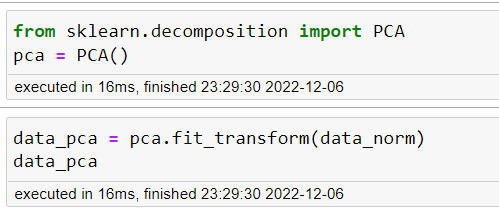 from sklearn.decomposition import PCA
pca = PCA()
executed in 16ms, finished 23:29:30 2022-12-06
data_pca = pca.fit_transform(data_norm)
data_pca
executed in 16ms, finished 23:29:30 2022-12-06